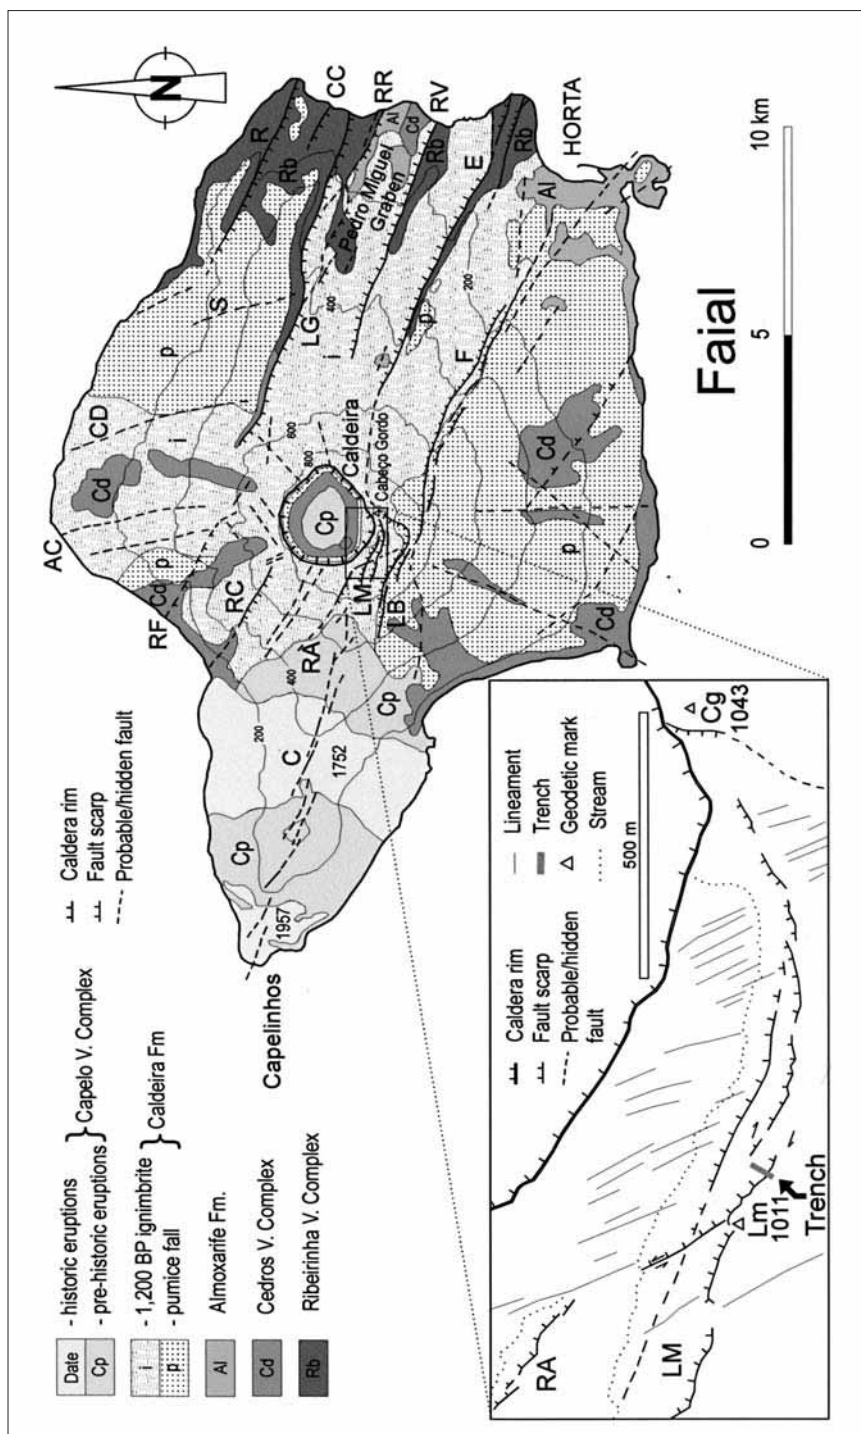 Date - historic eruptions
Cp - pre-historic eruptions
} Capelo V. Complex
i - 1,200 BP ignimbrite
p - pumice fall
} Caldeira Fm
Al Almoxarife Fm.
Cd Cedros V. Complex
Rb Ribeirinha V. Complex
Caldera rim
Fault scarp
Probable/hidden fault
N
Capelinhos
1957
Cp
C
1752
200
400
Cp
RA
RF
Cd
RC
p
AC
Cd
i
CD
S
p
R
Rb
CC
RR
Al
Cd
RV
Pedro Miguel
Graben
Rb
E
Rb
HORTA
Al
LG
400
i
600
800
Caldeira
Cp
Cabeço Gordo
LM
LB
F
p
200
Cd
p
Cd
Faial
0
5
10 km
Caldera rim
Fault scarp
Probable/hidden
fault
Lineament
Trench
Geodetic mark
Stream
500 m
RA
LM
Lm
1011
Trench
Cg
1043